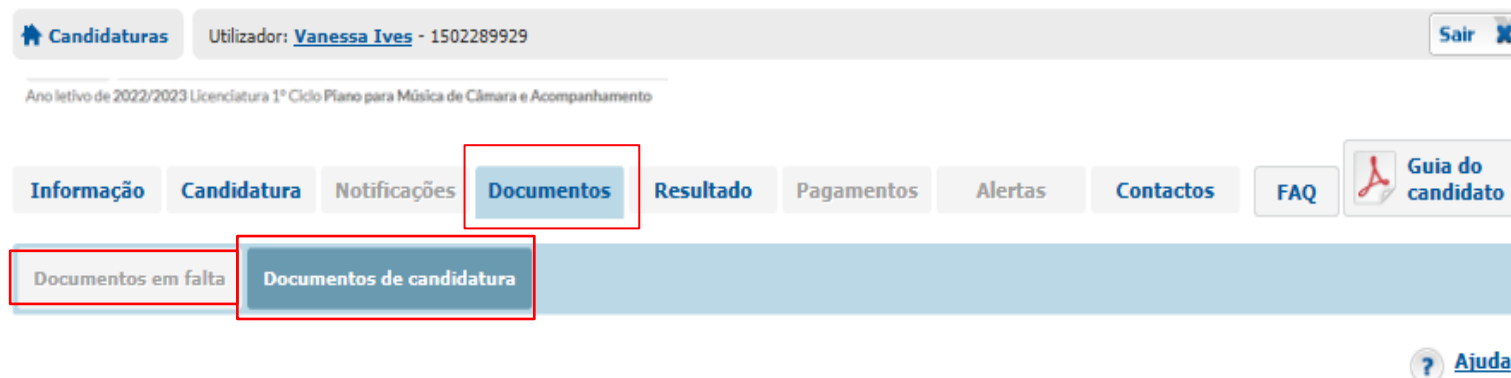 Candidaturas Utilizador: Vanessa Ives - 1502289929 Sair
Ano letivo de 2022/2023 Licenciatura 1º Ciclo Piano para Música de Câmara e Acompanhamento
Informação Candidatura Notificações Documentos Resultado Pagamentos Alertas Contactos FAQ Guia do candidato
Documentos em falta Documentos de candidatura
? Ajuda